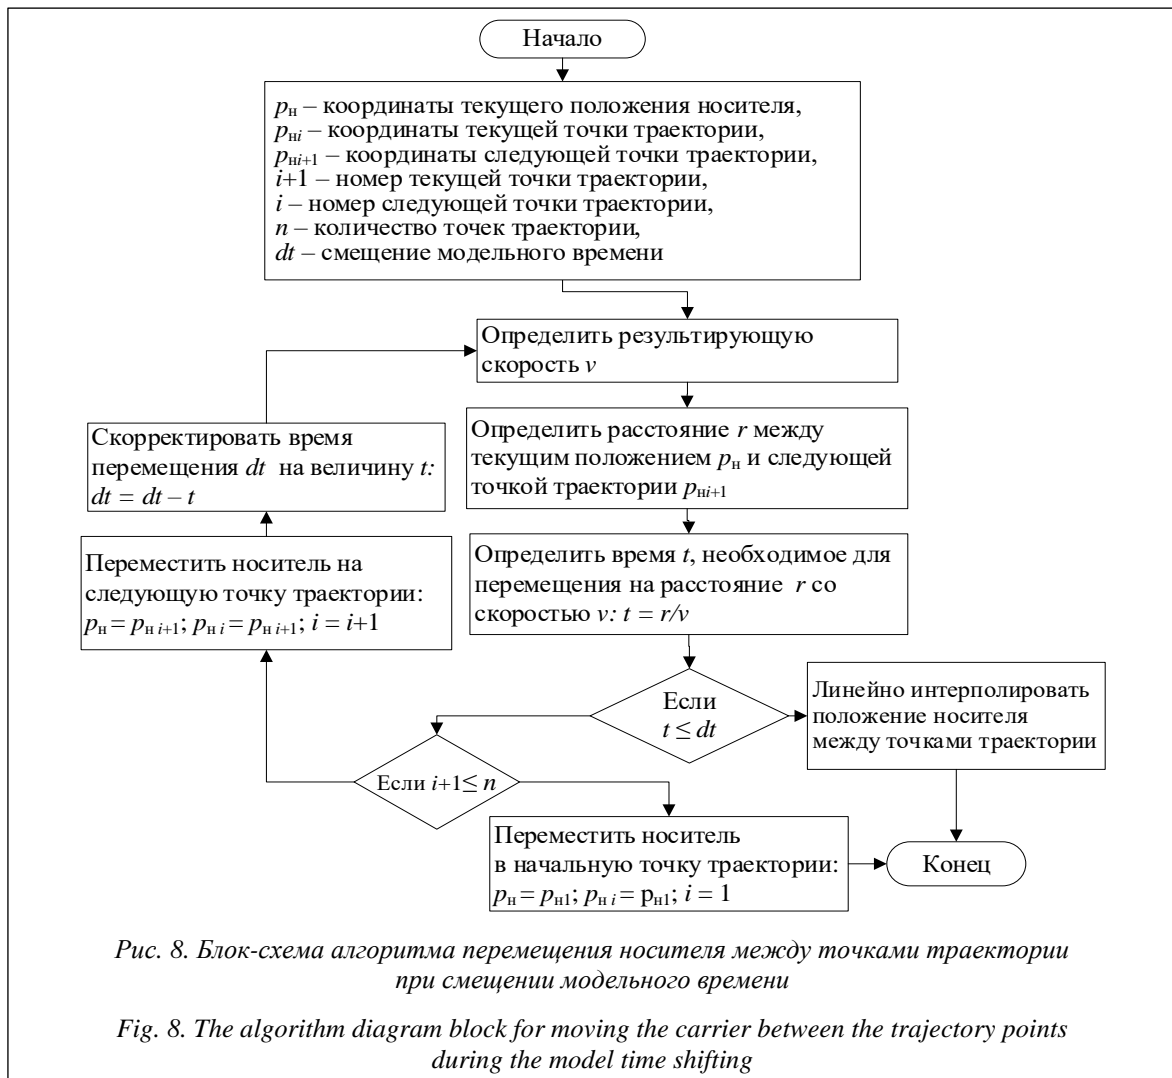 Начало
pн – координаты текущего положения носителя,
pнi – координаты текущей точки траектории,
pнi+1 – координаты следующей точки траектории,
i+1 – номер текущей точки траектории,
i – номер следующей точки траектории,
n – количество точек траектории,
dt – смещение модельного времени
Определить результирующую
скорость v
Определить расстояние r между
текущим положением pн и следующей
точкой траектории pнi+1
Определить время t, необходимое для
перемещения на расстояние r со
скоростью v: t = r/v
Если
t ≤ dt
Линейно интерполировать
положение носителя
между точками траектории
Если i+1≤ n
Переместить носитель на
следующую точку траектории:
pн = pн i+1; pн i = pн i+1; i = i+1
Скорректировать время
перемещения dt на величину t:
dt = dt – t
Переместить носитель
в начальную точку траектории:
pн = pн1; pн i = pн1; i = 1
Конец
Рис. 8. Блок-схема алгоритма перемещения носителя между точками траектории
при смещении модельного времени
Fig. 8. The algorithm diagram block for moving the carrier between the trajectory points
during the model time shifting